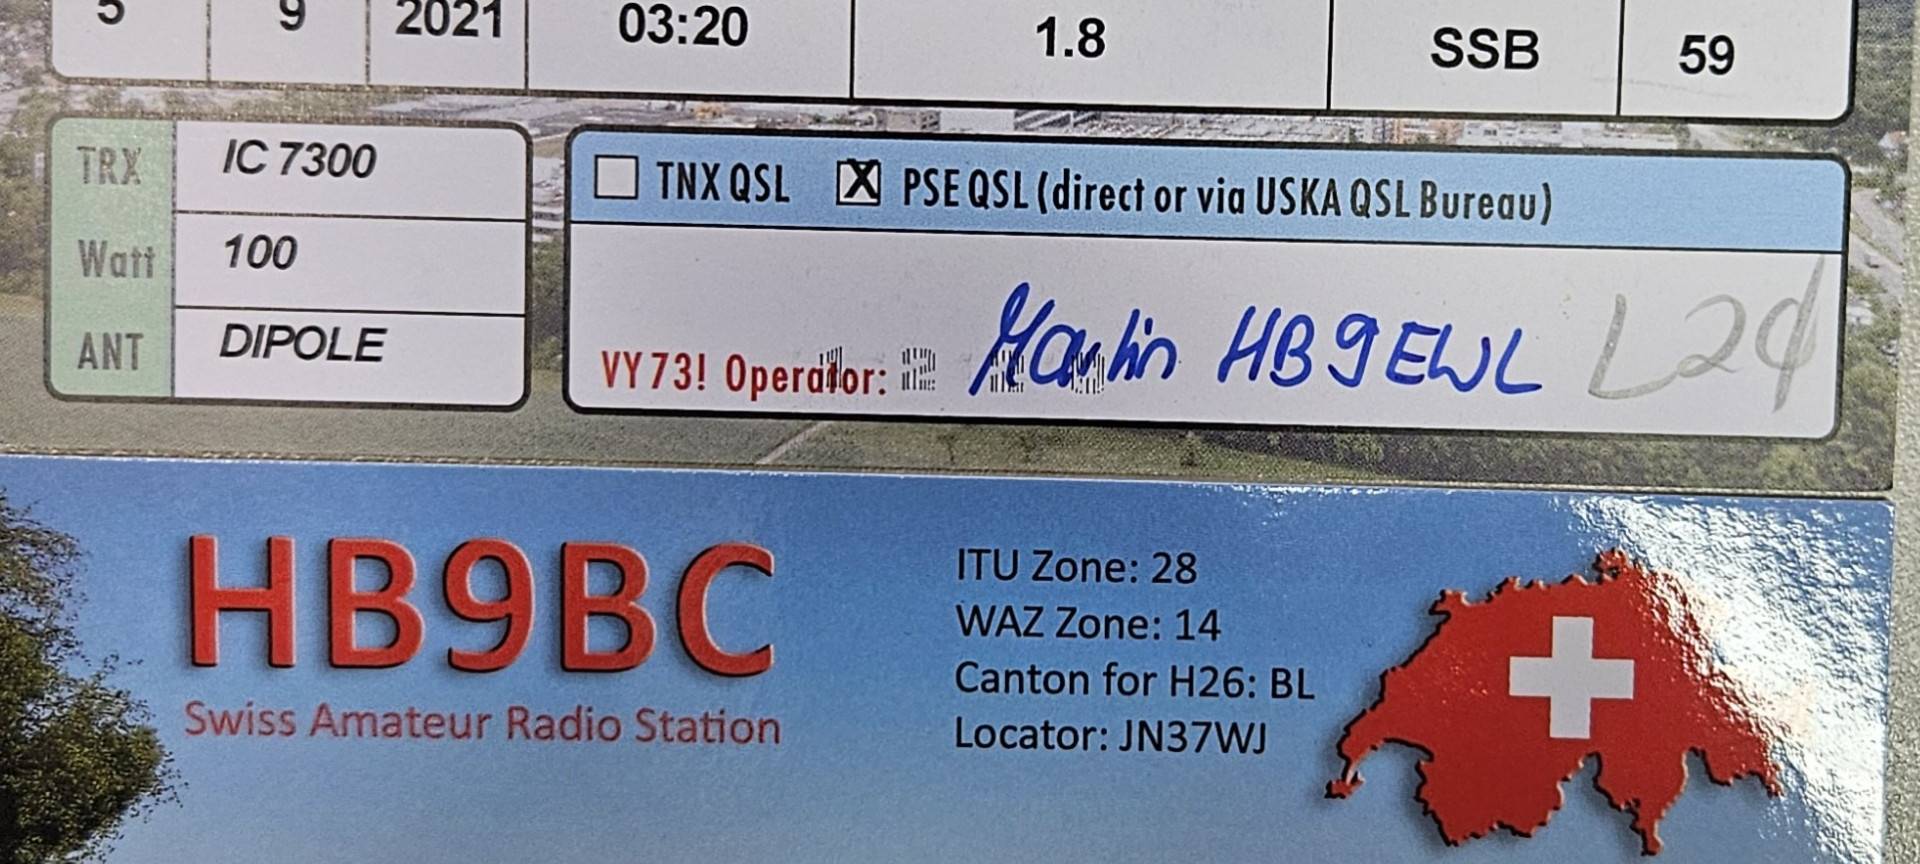 5 9 2021 03:20 1.8 SSB 59
TRX IC 7300
Watt 100
ANT DIPOLE
TNX QSL X PSE QSL (direct or via USKA QSL Bureau)
VY 73! Operator: Martin HB9EWL L24
HB9BC
Swiss Amateur Radio Station
ITU Zone: 28
WAZ Zone: 14
Canton for H26: BL
Locator: JN37WJ